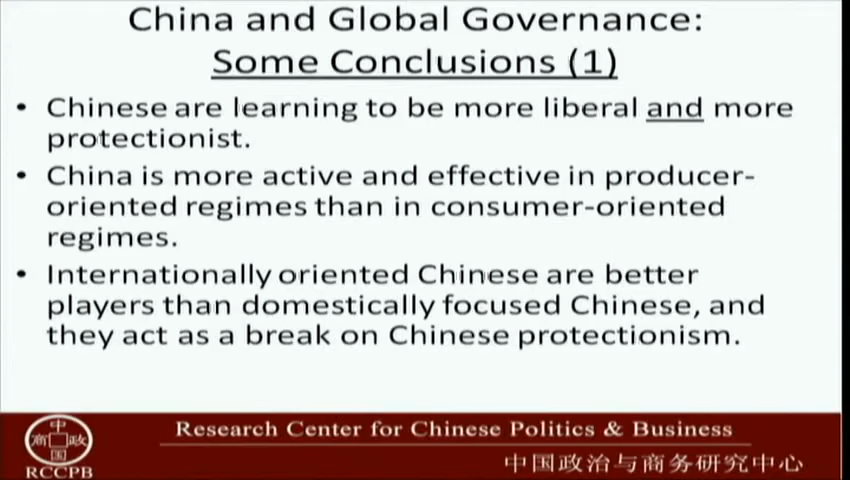 China and Global Governance:
Some Conclusions (1)
• Chinese are learning to be more liberal and more
protectionist.
• China is more active and effective in producer-
oriented regimes than in consumer-oriented
regimes.
• Internationally oriented Chinese are better
players than domestically focused Chinese, and
they act as a break on Chinese protectionism.
中
商 政
国
RCCPB
Research Center for Chinese Politics & Business
中国政治与商务研究中心